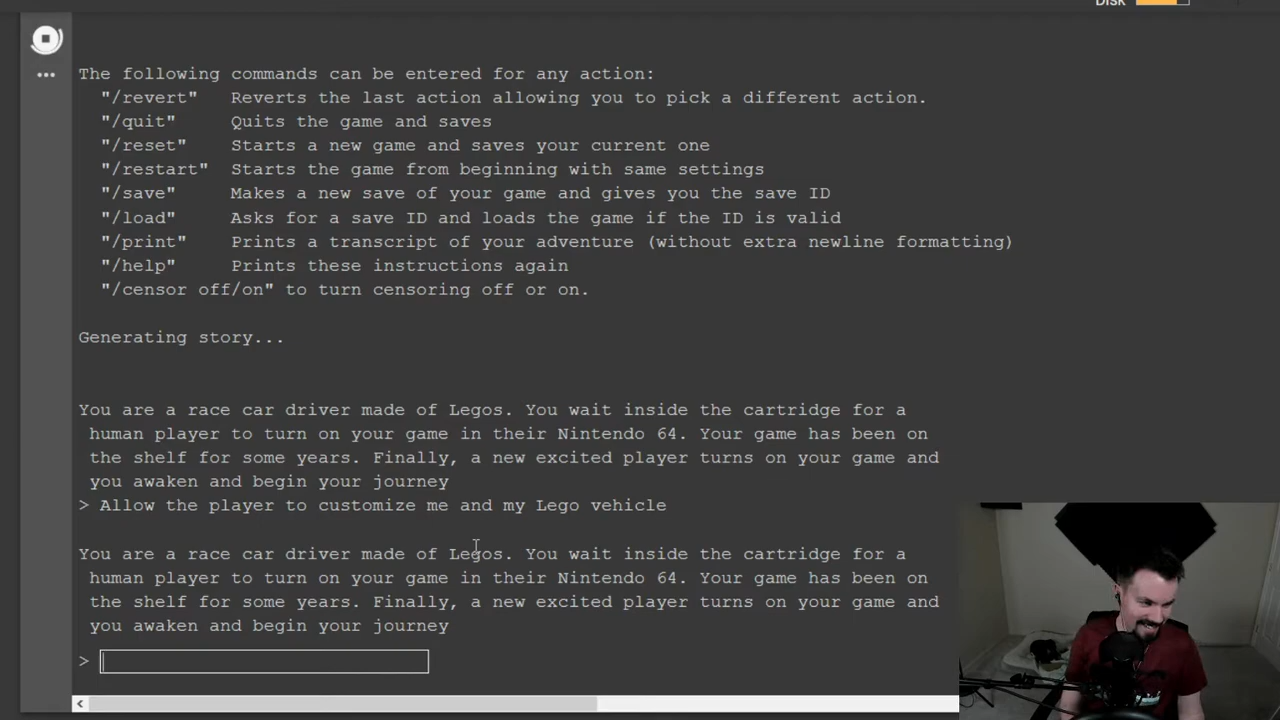 Disk
The following commands can be entered for any action:
"/revert" Reverts the last action allowing you to pick a different action.
"/quit" Quits the game and saves
"/reset" Starts a new game and saves your current one
"/restart" Starts the game from beginning with same settings
"/save" Makes a new save of your game and gives you the save ID
"/load" Asks for a save ID and loads the game if the ID is valid
"/print" Prints a transcript of your adventure (without extra newline formatting)
"/help" Prints these instructions again
"/censor off/on" to turn censoring off or on.
Generating story...
You are a race car driver made of Legos. You wait inside the cartridge for a
human player to turn on your game in their Nintendo 64. Your game has been on
the shelf for some years. Finally, a new excited player turns on your game and
you awaken and begin your journey
> Allow the player to customize me and my Lego vehicle
You are a race car driver made of Legos. You wait inside the cartridge for a
human player to turn on your game in their Nintendo 64. Your game has been on
the shelf for some years. Finally, a new excited player turns on your game and
you awaken and begin your journey
>